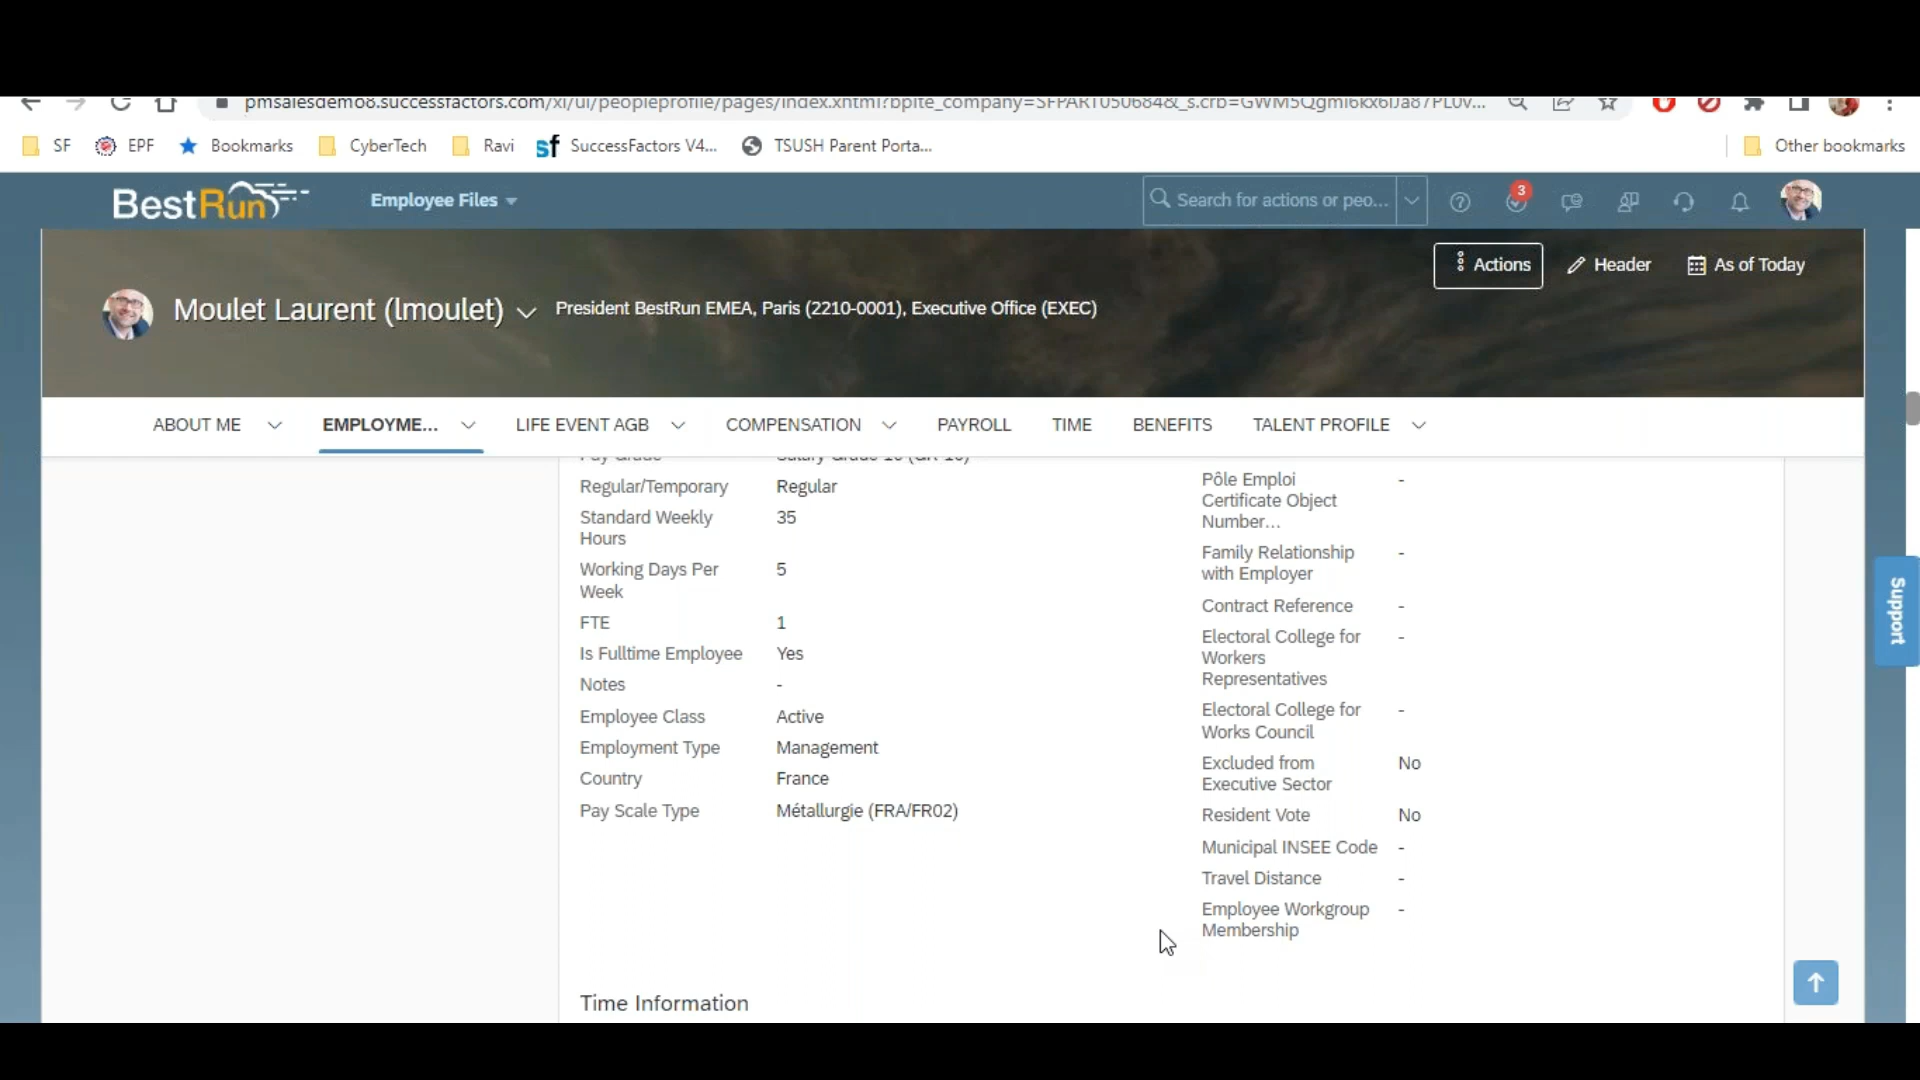 pmsalesdemo8.successfactors.com/xi/ui/peopleprofile/pages/index.xhtml?bplte_company=
SF
EPF
Bookmarks
CyberTech
Ravi
sf SuccessFactors V4...
TSUSH Parent Porta...
Other bookmarks
BestRun
Employee Files
Search for actions or peo...
3
Actions
Header
As of Today
Moulet Laurent (lmoulet)
President BestRun EMEA, Paris (2210-0001), Executive Office (EXEC)
ABOUT ME
EMPLOYME...
LIFE EVENT AGB
COMPENSATION
PAYROLL
TIME
BENEFITS
TALENT PROFILE
Regular/Temporary Regular
Standard Weekly 35
Hours
Working Days Per 5
Week
FTE 1
Is Fulltime Employee Yes
Notes -
Employee Class Active
Employment Type Management
Country France
Pay Scale Type Métallurgie (FRA/FR02)
Pôle Emploi -
Certificate Object
Number...
Family Relationship -
with Employer
Contract Reference -
Electoral College for -
Workers
Representatives
Electoral College for -
Works Council
Excluded from No
Executive Sector
Resident Vote No
Municipal INSEE Code -
Travel Distance -
Employee Workgroup -
Membership
Support
Time Information